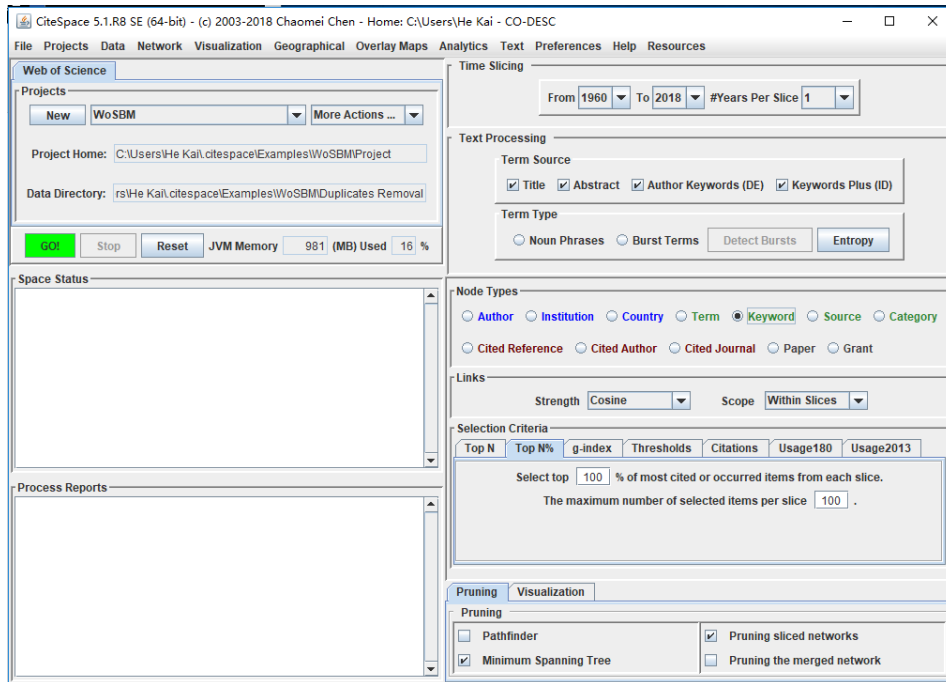 CiteSpace 5.1.R8 SE (64-bit) - (c) 2003-2018 Chaomei Chen - Home: C:\Users\He Kai - CO-DESC
File Projects Data Network Visualization Geographical Overlay Maps Analytics Text Preferences Help Resources
Web of Science
Projects
New WoSBM More Actions ...
Project Home: C:\Users\He Kai\.citespace\Examples\WoSBM\Project
Data Directory: rs\He Kai\.citespace\Examples\WoSBM\Duplicates Removal
GO! Stop Reset JVM Memory 981 (MB) Used 16 %
Space Status
Process Reports
Time Slicing
From 1960 To 2018 #Years Per Slice 1
Text Processing
Term Source
Title Abstract Author Keywords (DE) Keywords Plus (ID)
Term Type
Noun Phrases Burst Terms Detect Bursts Entropy
Node Types
Author Institution Country Term Keyword Source Category
Cited Reference Cited Author Cited Journal Paper Grant
Links
Strength Cosine Scope Within Slices
Selection Criteria
Top N Top N% g-index Thresholds Citations Usage180 Usage2013
Select top 100 % of most cited or occurred items from each slice.
The maximum number of selected items per slice 100 .
Pruning Visualization
Pruning
Pathfinder Pruning sliced networks
Minimum Spanning Tree Pruning the merged network